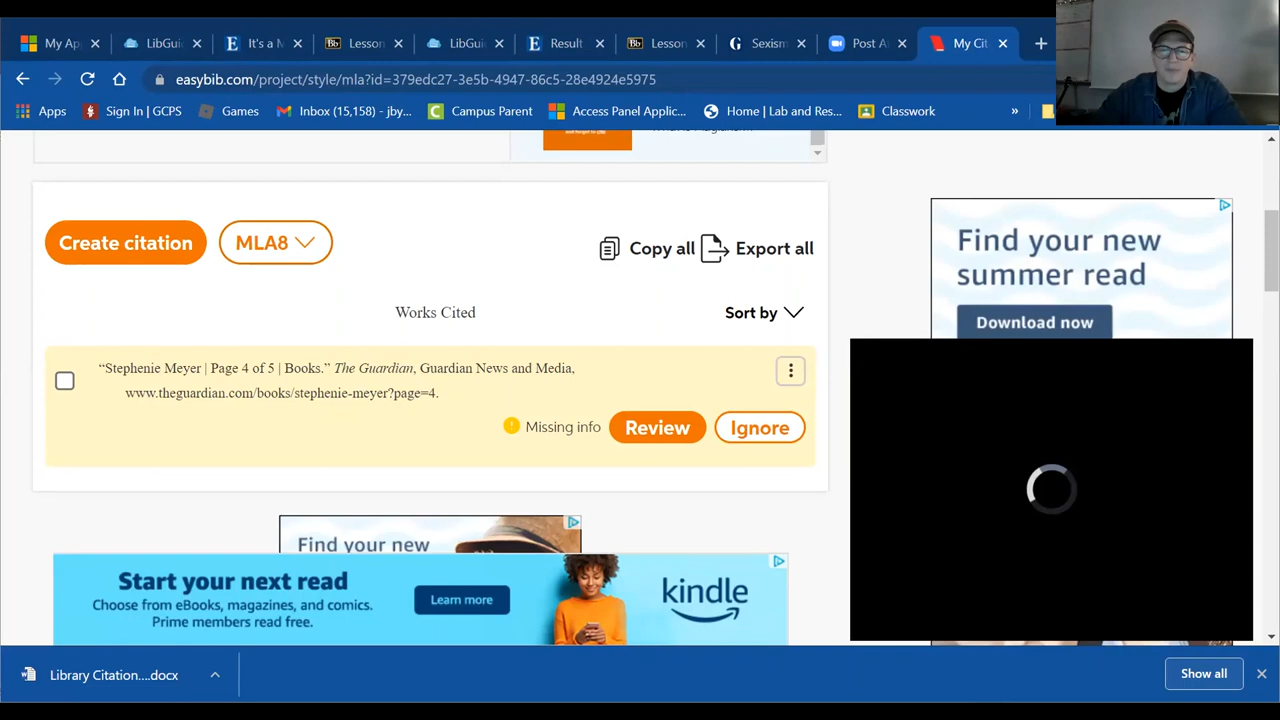 My Ap
LibGui
It's a M
Bb Lesson
LibGui
Result
Bb Lesson
Sexism
Post A
My Cit
easybib.com/project/style/mla?id=379edc27-3e5b-4947-86c5-28e4924e5975
Apps
Sign In | GCPS
Games
Inbox (15,158) - jby...
Campus Parent
Access Panel Applic...
Home | Lab and Res...
Classwork
»
Create citation
MLA8
Copy all
Export all
Works Cited
Sort by
“Stephenie Meyer | Page 4 of 5 | Books.” The Guardian, Guardian News and Media,
www.theguardian.com/books/stephenie-meyer?page=4.
Missing info
Review
Ignore
Find your new
summer read
Download now
Find your new
Start your next read
Choose from eBooks, magazines, and comics.
Prime members read free.
Learn more
kindle
Library Citation....docx
Show all